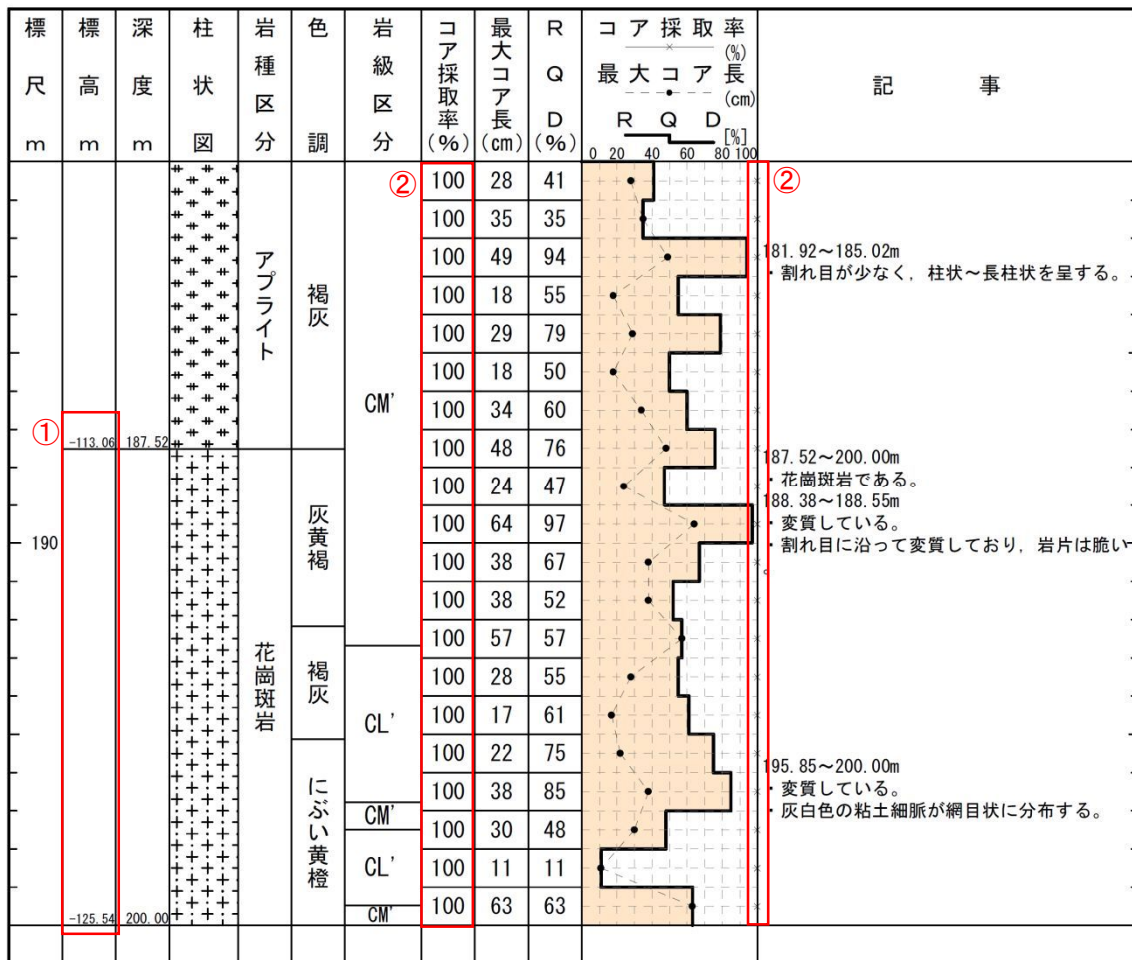 標尺m
標高m
深度m
柱状図
岩種区分
色調
岩級区分
コア採取率(%)
最大コア長(cm)
RQD(%)
コア採取率(%)
最大コア長(cm)
RQD[%]
0 20 40 60 80 100
記事
②
②
100 28 41
100 35 35
100 49 94
100 18 55
100 29 79
100 18 50
100 34 60
100 48 76
100 24 47
100 64 97
100 38 67
100 38 52
100 57 57
100 28 55
100 17 61
100 22 75
100 38 85
100 30 48
100 11 11
100 63 63
①
-113.06 187.52
190
-125.54 200.00
アプライト
花崗斑岩
褐灰
灰黄褐
褐灰
にぶい黄橙
CM'
CL'
CM'
CL'
CM'
181.92～185.02m
・割れ目が少なく，柱状～長柱状を呈する。
187.52～200.00m
・花崗斑岩である。
188.38～188.55m
・変質している。
・割れ目に沿って変質しており，岩片は脆い
。
195.85～200.00m
・変質している。
・灰白色の粘土細脈が網目状に分布する。